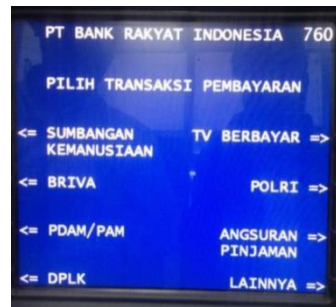 PT BANK RAKYAT INDONESIA 760
PILIH TRANSAKSI PEMBAYARAN
<= SUMBANGAN KEMANUSIAAN
TV BERBAYAR =>
<= BRIVA
POLRI =>
<= PDAM/PAM
ANGSURAN =>
PINJAMAN
<= DPLK
LAINNYA =>